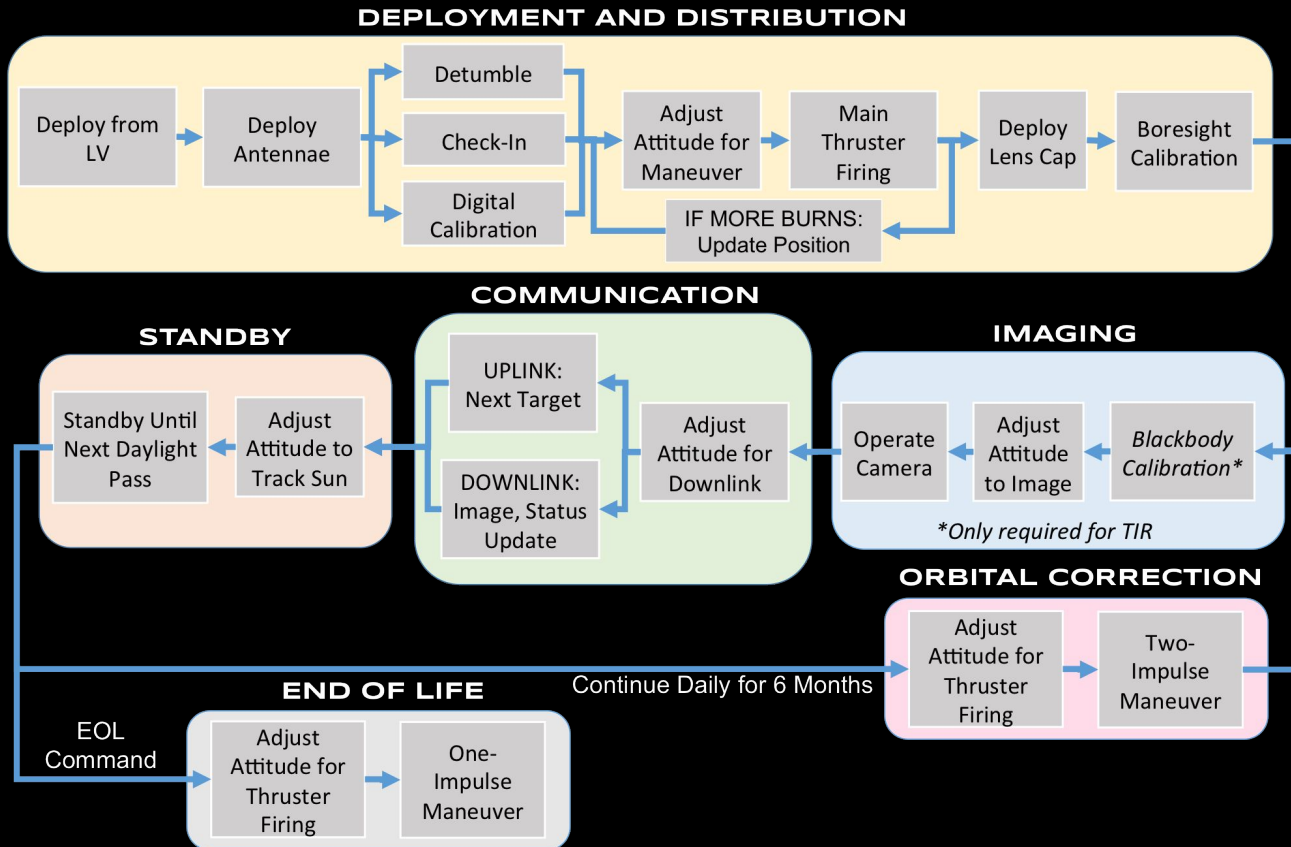 DEPLOYMENT AND DISTRIBUTION
Deploy from
LV
Deploy
Antennae
Detumble
Check-In
Digital
Calibration
Adjust
Attitude for
Maneuver
Main
Thruster
Firing
IF MORE BURNS:
Update Position
Deploy
Lens Cap
Boresight
Calibration
STANDBY
Standby Until
Next Daylight
Pass
Adjust
Attitude to
Track Sun
COMMUNICATION
UPLINK:
Next Target
DOWNLINK:
Image, Status
Update
Adjust
Attitude for
Downlink
IMAGING
Operate
Camera
Adjust
Attitude
to Image
Blackbody
Calibration*
*Only required for TIR
ORBITAL CORRECTION
Adjust
Attitude for
Thruster
Firing
Two-
Impulse
Maneuver
Continue Daily for 6 Months
END OF LIFE
EOL
Command
Adjust
Attitude for
Thruster
Firing
One-
Impulse
Maneuver